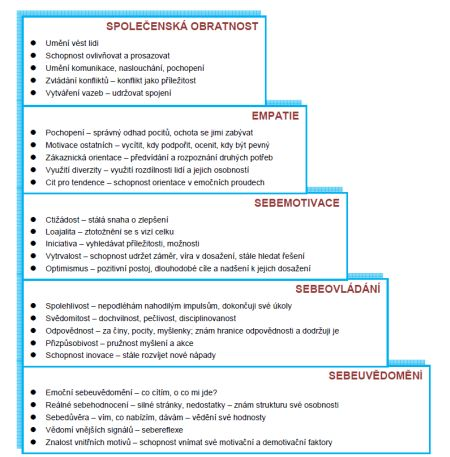 SPOLEČENSKÁ OBRATNOST
● Umění vést lidi
● Schopnost ovlivňovat a prosazovat
● Umění komunikace, naslouchání, pochopení
● Zvládání konfliktů – konflikt jako příležitost
● Vytváření vazeb – udržovat spojení
EMPATIE
● Pochopení – správný odhad pocitů, ochota se jimi zabývat
● Motivace ostatních – vycítit, kdy podpořit, ocenit, kdy být pevný
● Zákaznická orientace – předvídání a rozpoznání druhých potřeb
● Využití diverzity – využití rozdílností lidí a jejich osobností
● Cit pro tendence – schopnost orientace v emočních proudech
SEBEMOTIVACE
● Ctižádost – stálá snaha o zlepšení
● Loajalita – ztotožnění se s vizí celku
● Iniciativa – vyhledávat příležitosti, možnosti
● Vytrvalost – schopnost udržet záměr, víra v dosažení, stále hledat řešení
● Optimismus – pozitivní postoj, dlouhodobé cíle a nadšení k jejich dosažení
SEBEOVLÁDÁNÍ
● Spolehlivost – nepodléhám nahodilým impulsům, dokončuji své úkoly
● Svědomitost – dochvilnost, pečlivost, disciplinovanost
● Odpovědnost – za činy, pocity, myšlenky; znám hranice odpovědnosti a dodržuji je
● Přizpůsobivost – pružnost myšlení a akce
● Schopnost inovace – stále rozvíjet nové nápady
SEBEUVĚDOMĚNÍ
● Emoční sebeuvědomění – co cítím, o co mi jde?
● Reálné sebehodnocení – silné stránky, nedostatky – znám strukturu své osobnosti
● Sebedůvěra – vím, co nabízím, dávám – vědění své hodnosty
● Vědomí vnějších signálů – sebereflexe
● Znalost vnitřních motivů – schopnost vnímat své motivační a demotivační faktory